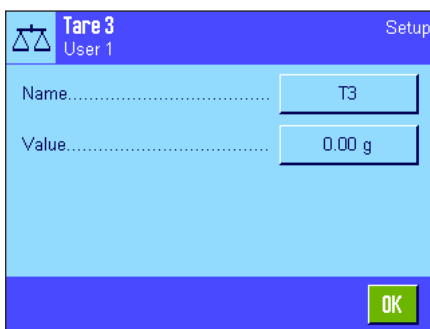 Tare 3
Setup
User 1
Name.................................... T3
Value.................................... 0.00 g
OK